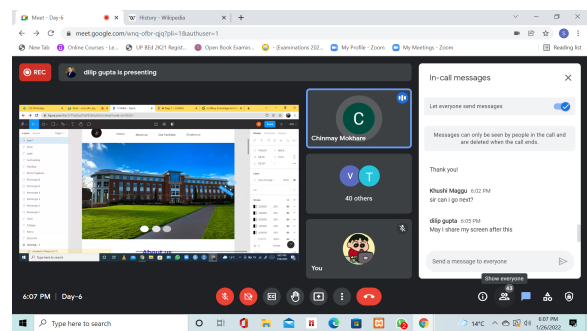 Meet - Day-6
History - Wikipedia
meet.google.com/wnq-ofbr-qjq?pli=1&authuser=1
New Tab
Online Courses - Le...
UP BEd 2K21 Regist...
Open Book Examin...
(Examinations 202...
My Profile - Zoom
My Meetings - Zoom
Reading list
REC
dilip gupta is presenting
In-call messages
Let everyone send messages
Messages can only be seen by people in the call and
are deleted when the call ends.
Thank you!
Khushi Maggu 6:02 PM
sir can i go next?
dilip gupta 6:05 PM
May I share my screen after this
Send a message to everyone
Show everyone
C
Chinmay Mokhare
V T
40 others
You
About us
6:07 PM | Day-6
43
Type here to search
14°C
6:07 PM
1/26/2022